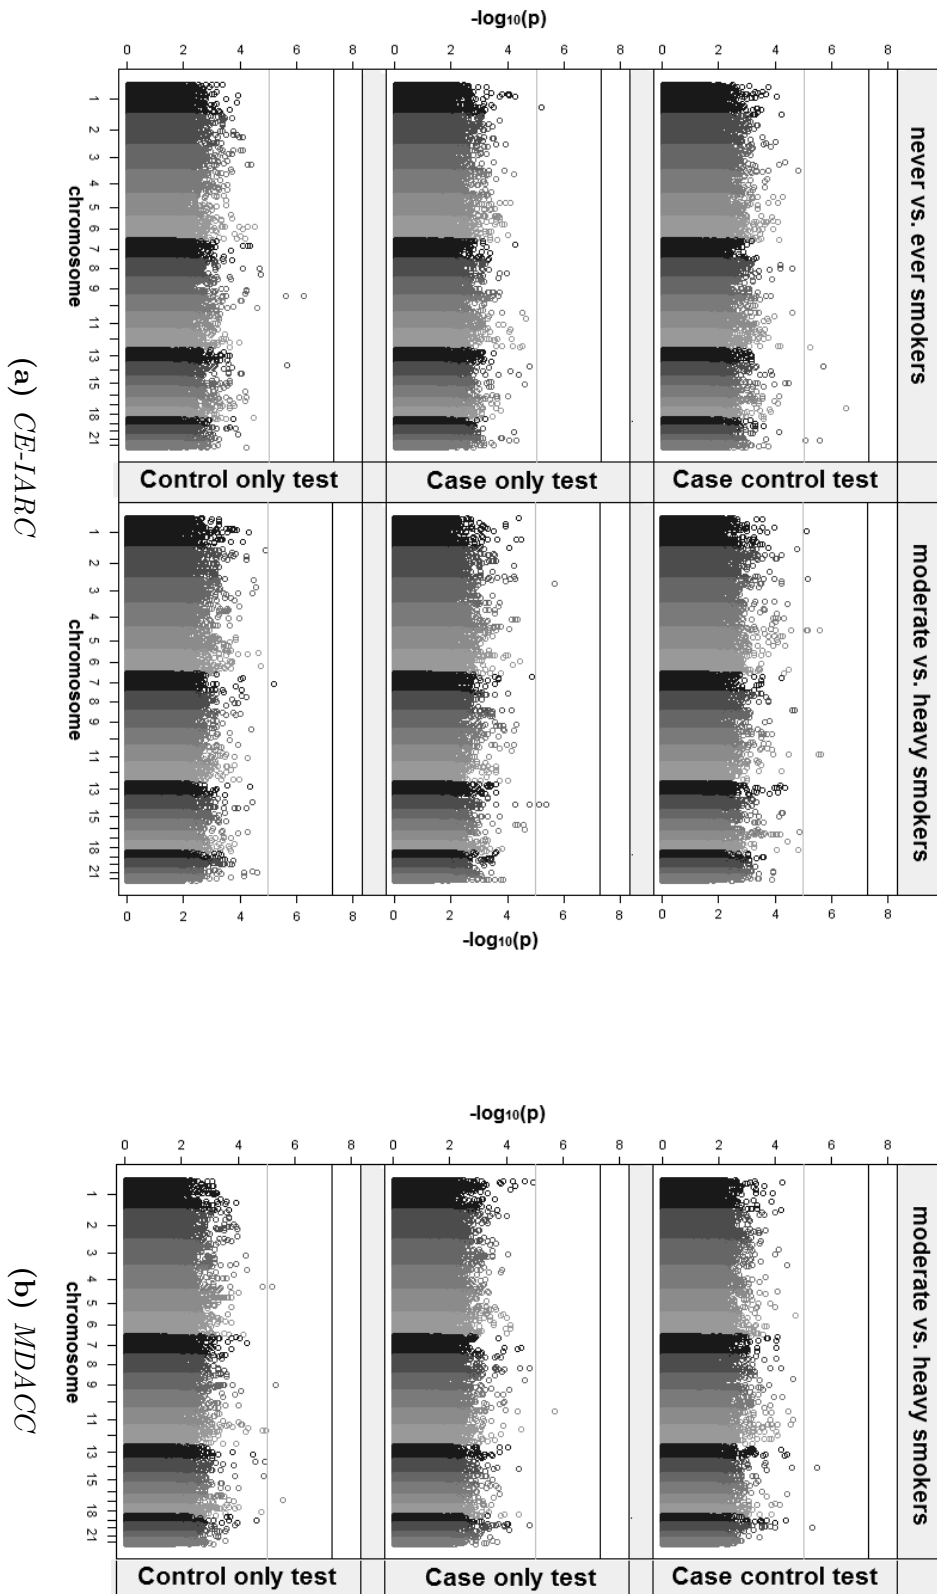 -log₁₀(p)
0 2 4 6 8 0 2 4 6 8 0 2 4 6 8
never vs. ever smokers
1 2 3 4 5 6 7 8 9 11 13 15 18 21
chromosome
Control only test
Case only test
Case control test
moderate vs. heavy smokers
1 2 3 4 5 6 7 8 9 11 13 15 18 21
chromosome
0 2 4 6 8 0 2 4 6 8 0 2 4 6 8
-log₁₀(p)
(a) CE-IARC
-log₁₀(p)
0 2 4 6 8 0 2 4 6 8 0 2 4 6 8
moderate vs. heavy smokers
1 2 3 4 5 6 7 8 9 11 13 15 18 21
chromosome
Control only test
Case only test
Case control test
(b) MDACC